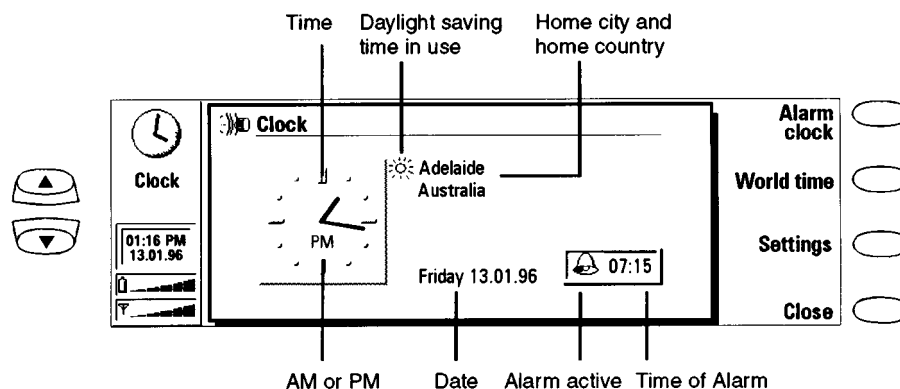 Time
Daylight saving
time in use
Home city and
home country
Clock
01:16 PM
13.01.96
Clock
Adelaide
Australia
PM
Friday 13.01.96
07:15
Alarm
clock
World time
Settings
Close
AM or PM
Date
Alarm active
Time of Alarm